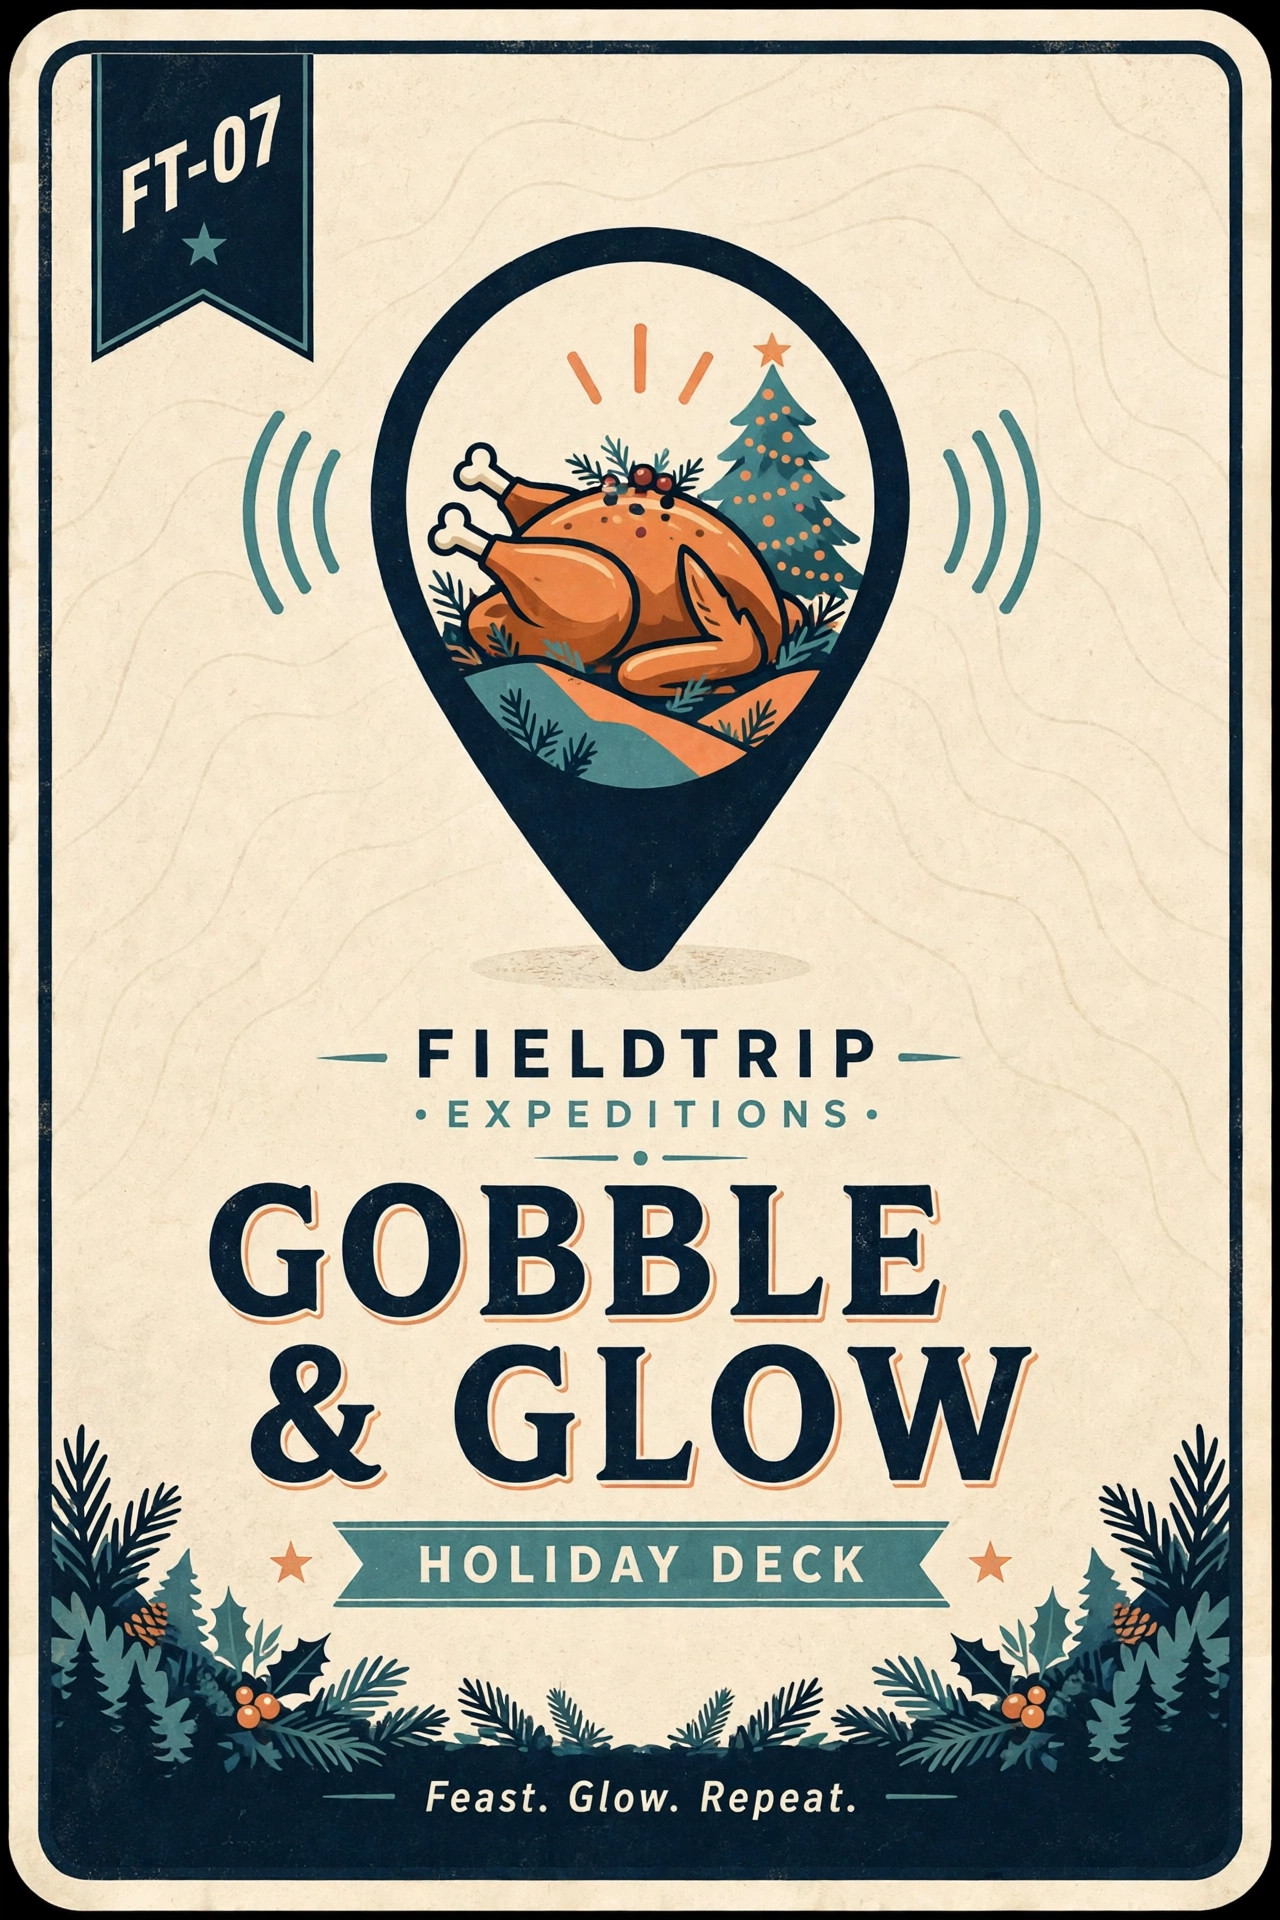 FT-07
FIELDTRIP
• EXPEDITIONS •
GOBBLE
& GLOW
HOLIDAY DECK
Feast. Glow. Repeat.